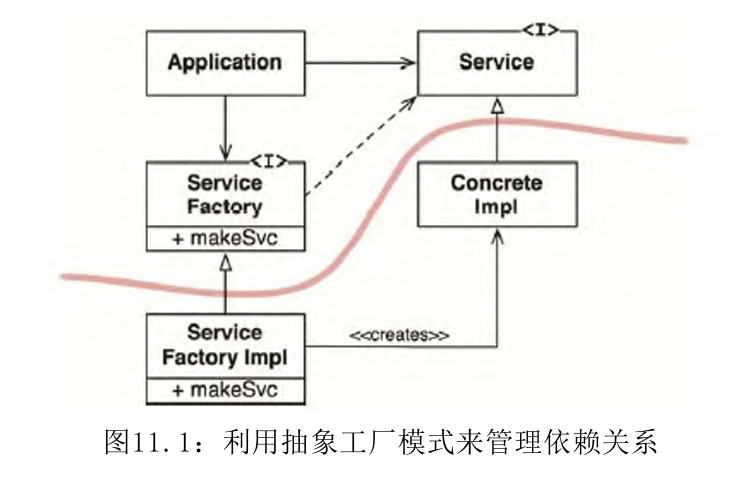 <I>
Application
Service
<I>
Service
Factory
+ makeSvc
Concrete
Impl
Service
Factory Impl
+ makeSvc
<<creates>>
图11.1：利用抽象工厂模式来管理依赖关系